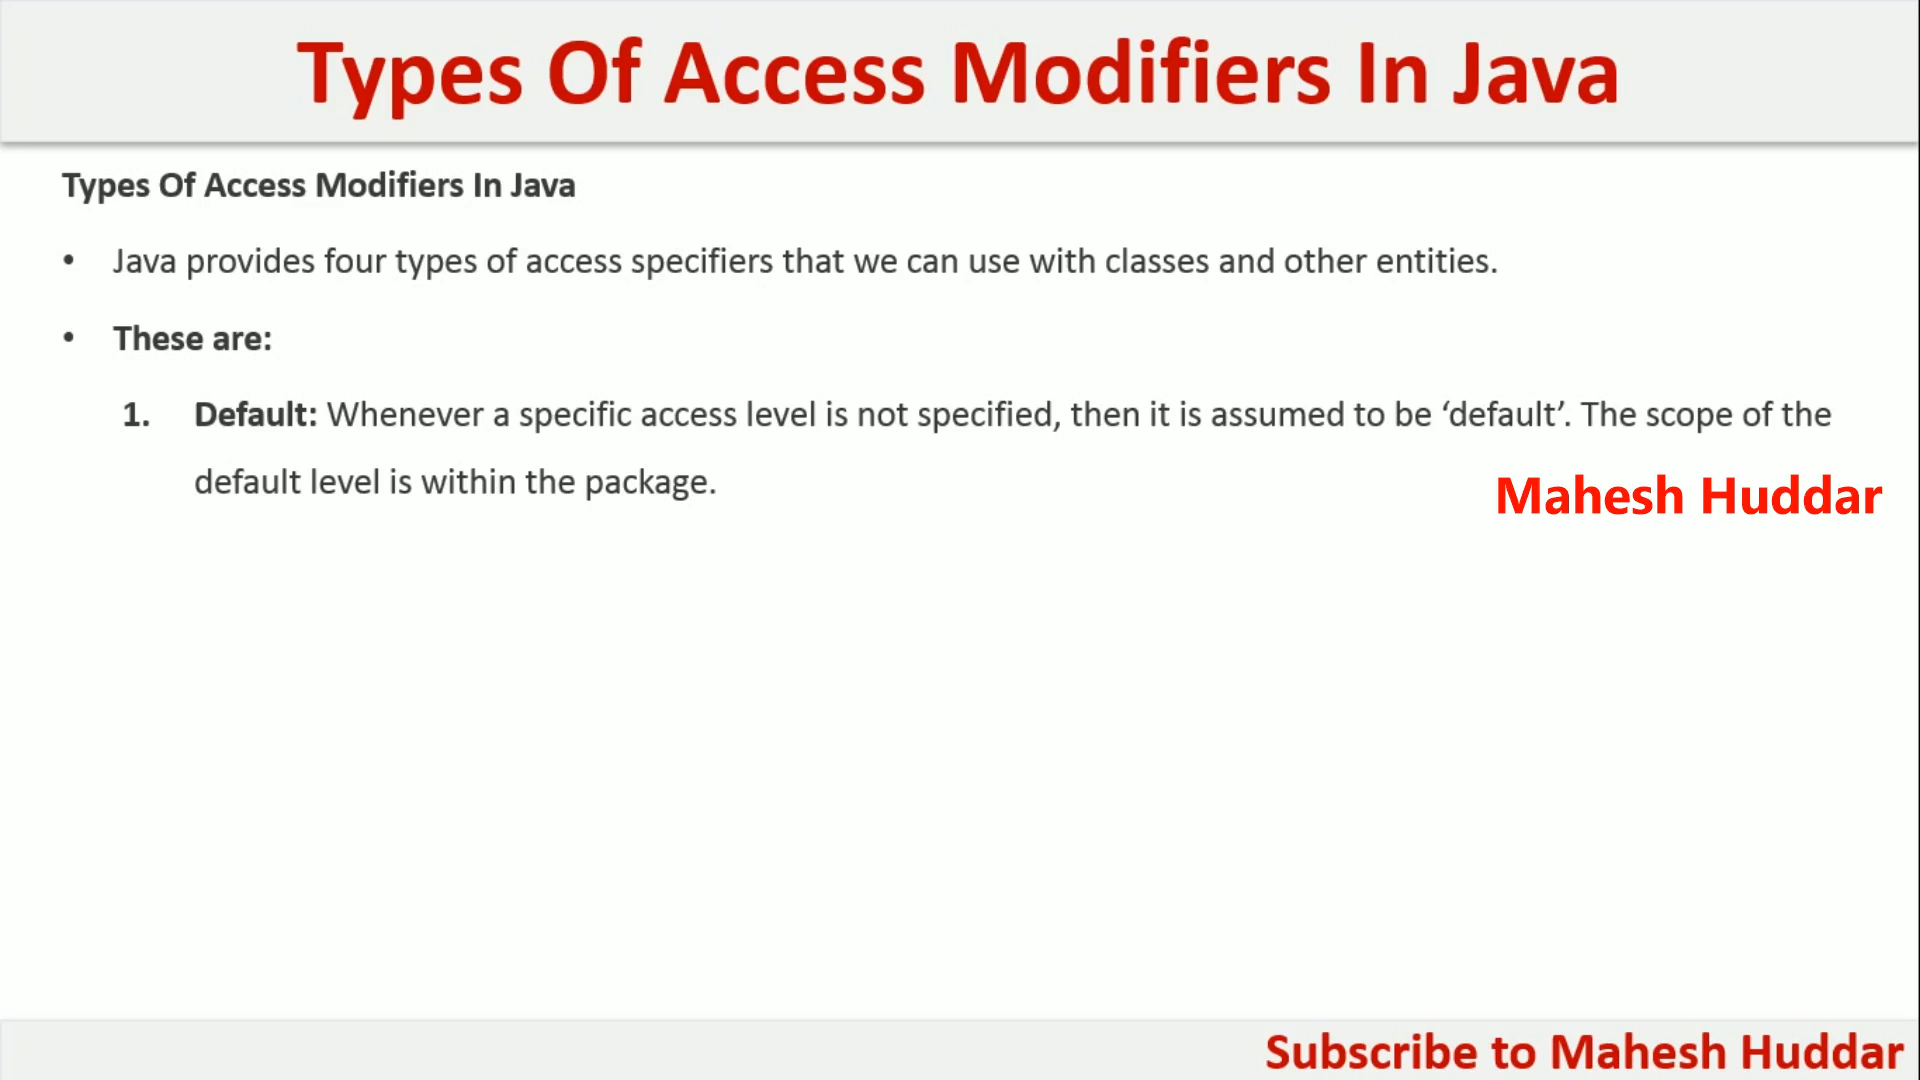 Types Of Access Modifiers In Java
Types Of Access Modifiers In Java
• Java provides four types of access specifiers that we can use with classes and other entities.
• These are:
1. Default: Whenever a specific access level is not specified, then it is assumed to be ‘default’. The scope of the
default level is within the package.
Mahesh Huddar
Subscribe to Mahesh Huddar